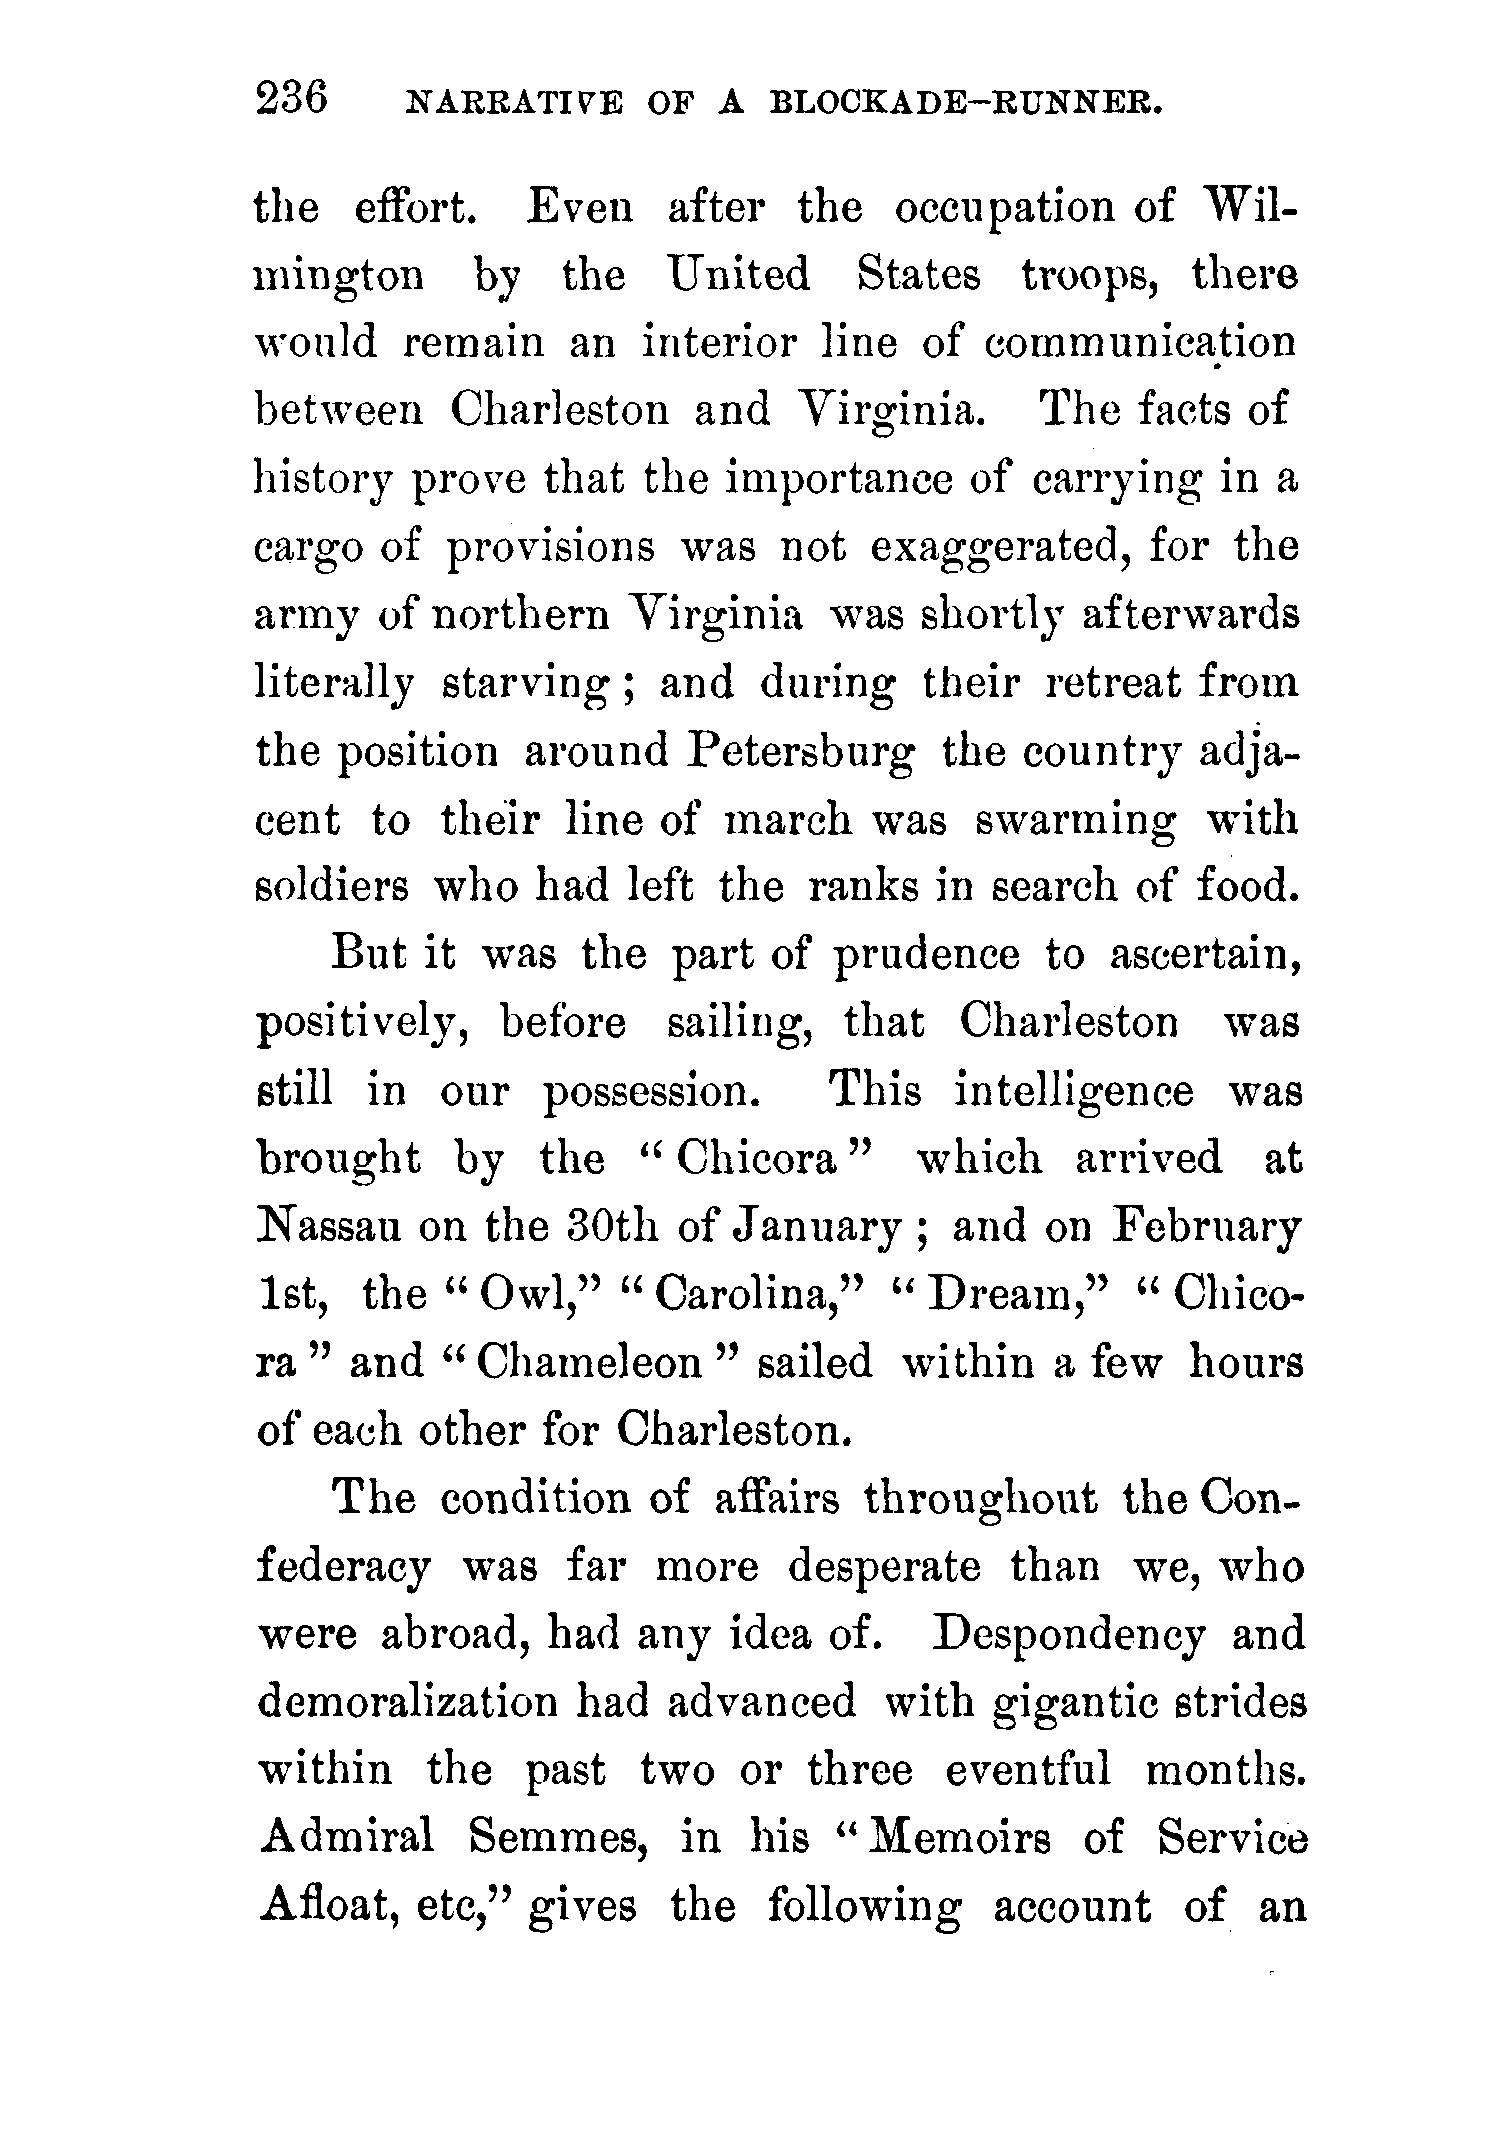 236 NARRATIVE OF A BLOCKADE-RUNNER.
the effort. Even after the occupation of Wil-
mington by the United States troops, there
would remain an interior line of communication
between Charleston and Virginia. The facts of
history prove that the importance of carrying in a
cargo of provisions was not exaggerated, for the
army of northern Virginia was shortly afterwards
literally starving ; and during their retreat from
the position around Petersburg the country adja-
cent to their line of march was swarming with
soldiers who had left the ranks in search of food.
But it was the part of prudence to ascertain,
positively, before sailing, that Charleston was
still in our possession. This intelligence was
brought by the “ Chicora ” which arrived at
Nassau on the 30th of January ; and on February
1st, the “ Owl,” “ Carolina,” “ Dream,” “ Chico-
ra ” and “ Chameleon ” sailed within a few hours
of each other for Charleston.
The condition of affairs throughout the Con-
federacy was far more desperate than we, who
were abroad, had any idea of. Despondency and
demoralization had advanced with gigantic strides
within the past two or three eventful months.
Admiral Semmes, in his “ Memoirs of Service
Afloat, etc,” gives the following account of an